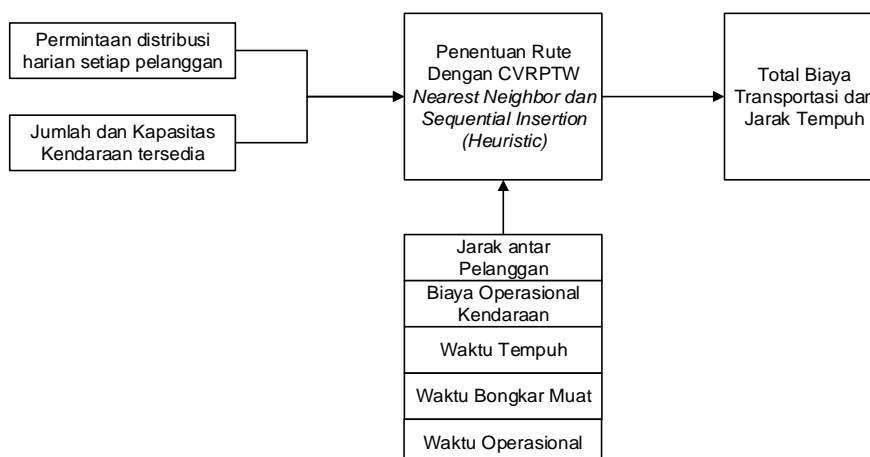 Permintaan distribusi
harian setiap pelanggan
Jumlah dan Kapasitas
Kendaraan tersedia
Penentuan Rute
Dengan CVRPTW
Nearest Neighbor dan
Sequential Insertion
(Heuristic)
Total Biaya
Transportasi dan
Jarak Tempuh
Jarak antar
Pelanggan
Biaya Operasional
Kendaraan
Waktu Tempuh
Waktu Bongkar Muat
Waktu Operasional